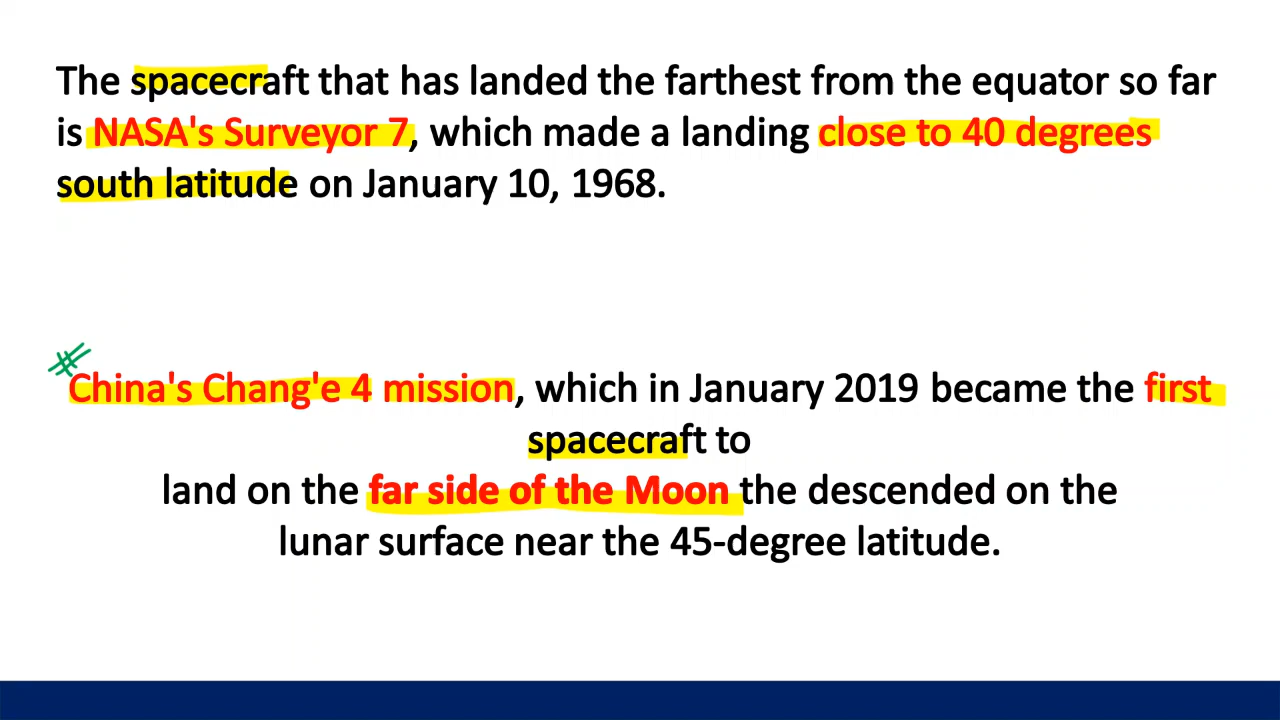 The spacecraft that has landed the farthest from the equator so far
is NASA's Surveyor 7, which made a landing close to 40 degrees
south latitude on January 10, 1968.
China's Chang'e 4 mission, which in January 2019 became the first
spacecraft to
land on the far side of the Moon the descended on the
lunar surface near the 45-degree latitude.